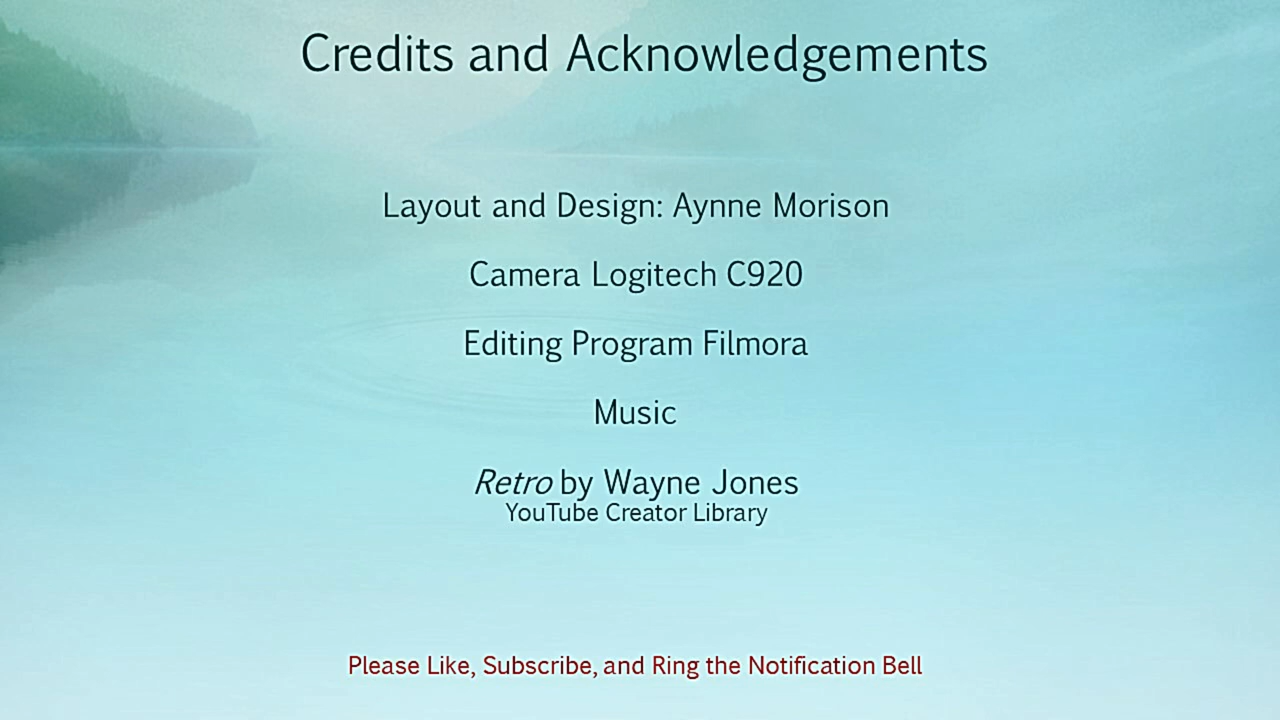 Credits and Acknowledgements
Layout and Design: Aynne Morison
Camera Logitech C920
Editing Program Filmora
Music
Retro by Wayne Jones
YouTube Creator Library
Please Like, Subscribe, and Ring the Notification Bell